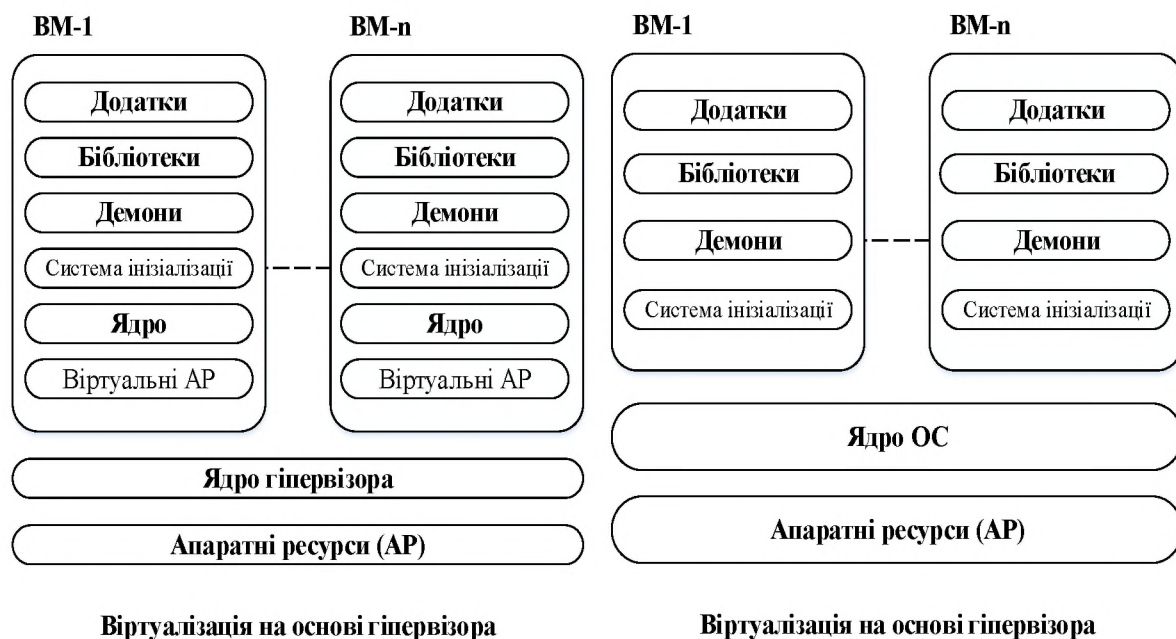 ВМ-1
ВМ-n
Додатки
Додатки
Бібліотеки
Бібліотеки
Демони
Демони
Система інізіалізації
Система інізіалізації
Ядро
Ядро
Віртуальні АР
Віртуальні АР
Ядро гіпервізора
Апаратні ресурси (АР)
Віртуалізація на основі гіпервізора
ВМ-1
ВМ-n
Додатки
Додатки
Бібліотеки
Бібліотеки
Демони
Демони
Система інізіалізації
Система інізіалізації
Ядро ОС
Апаратні ресурси (АР)
Віртуалізація на основі гіпервізора